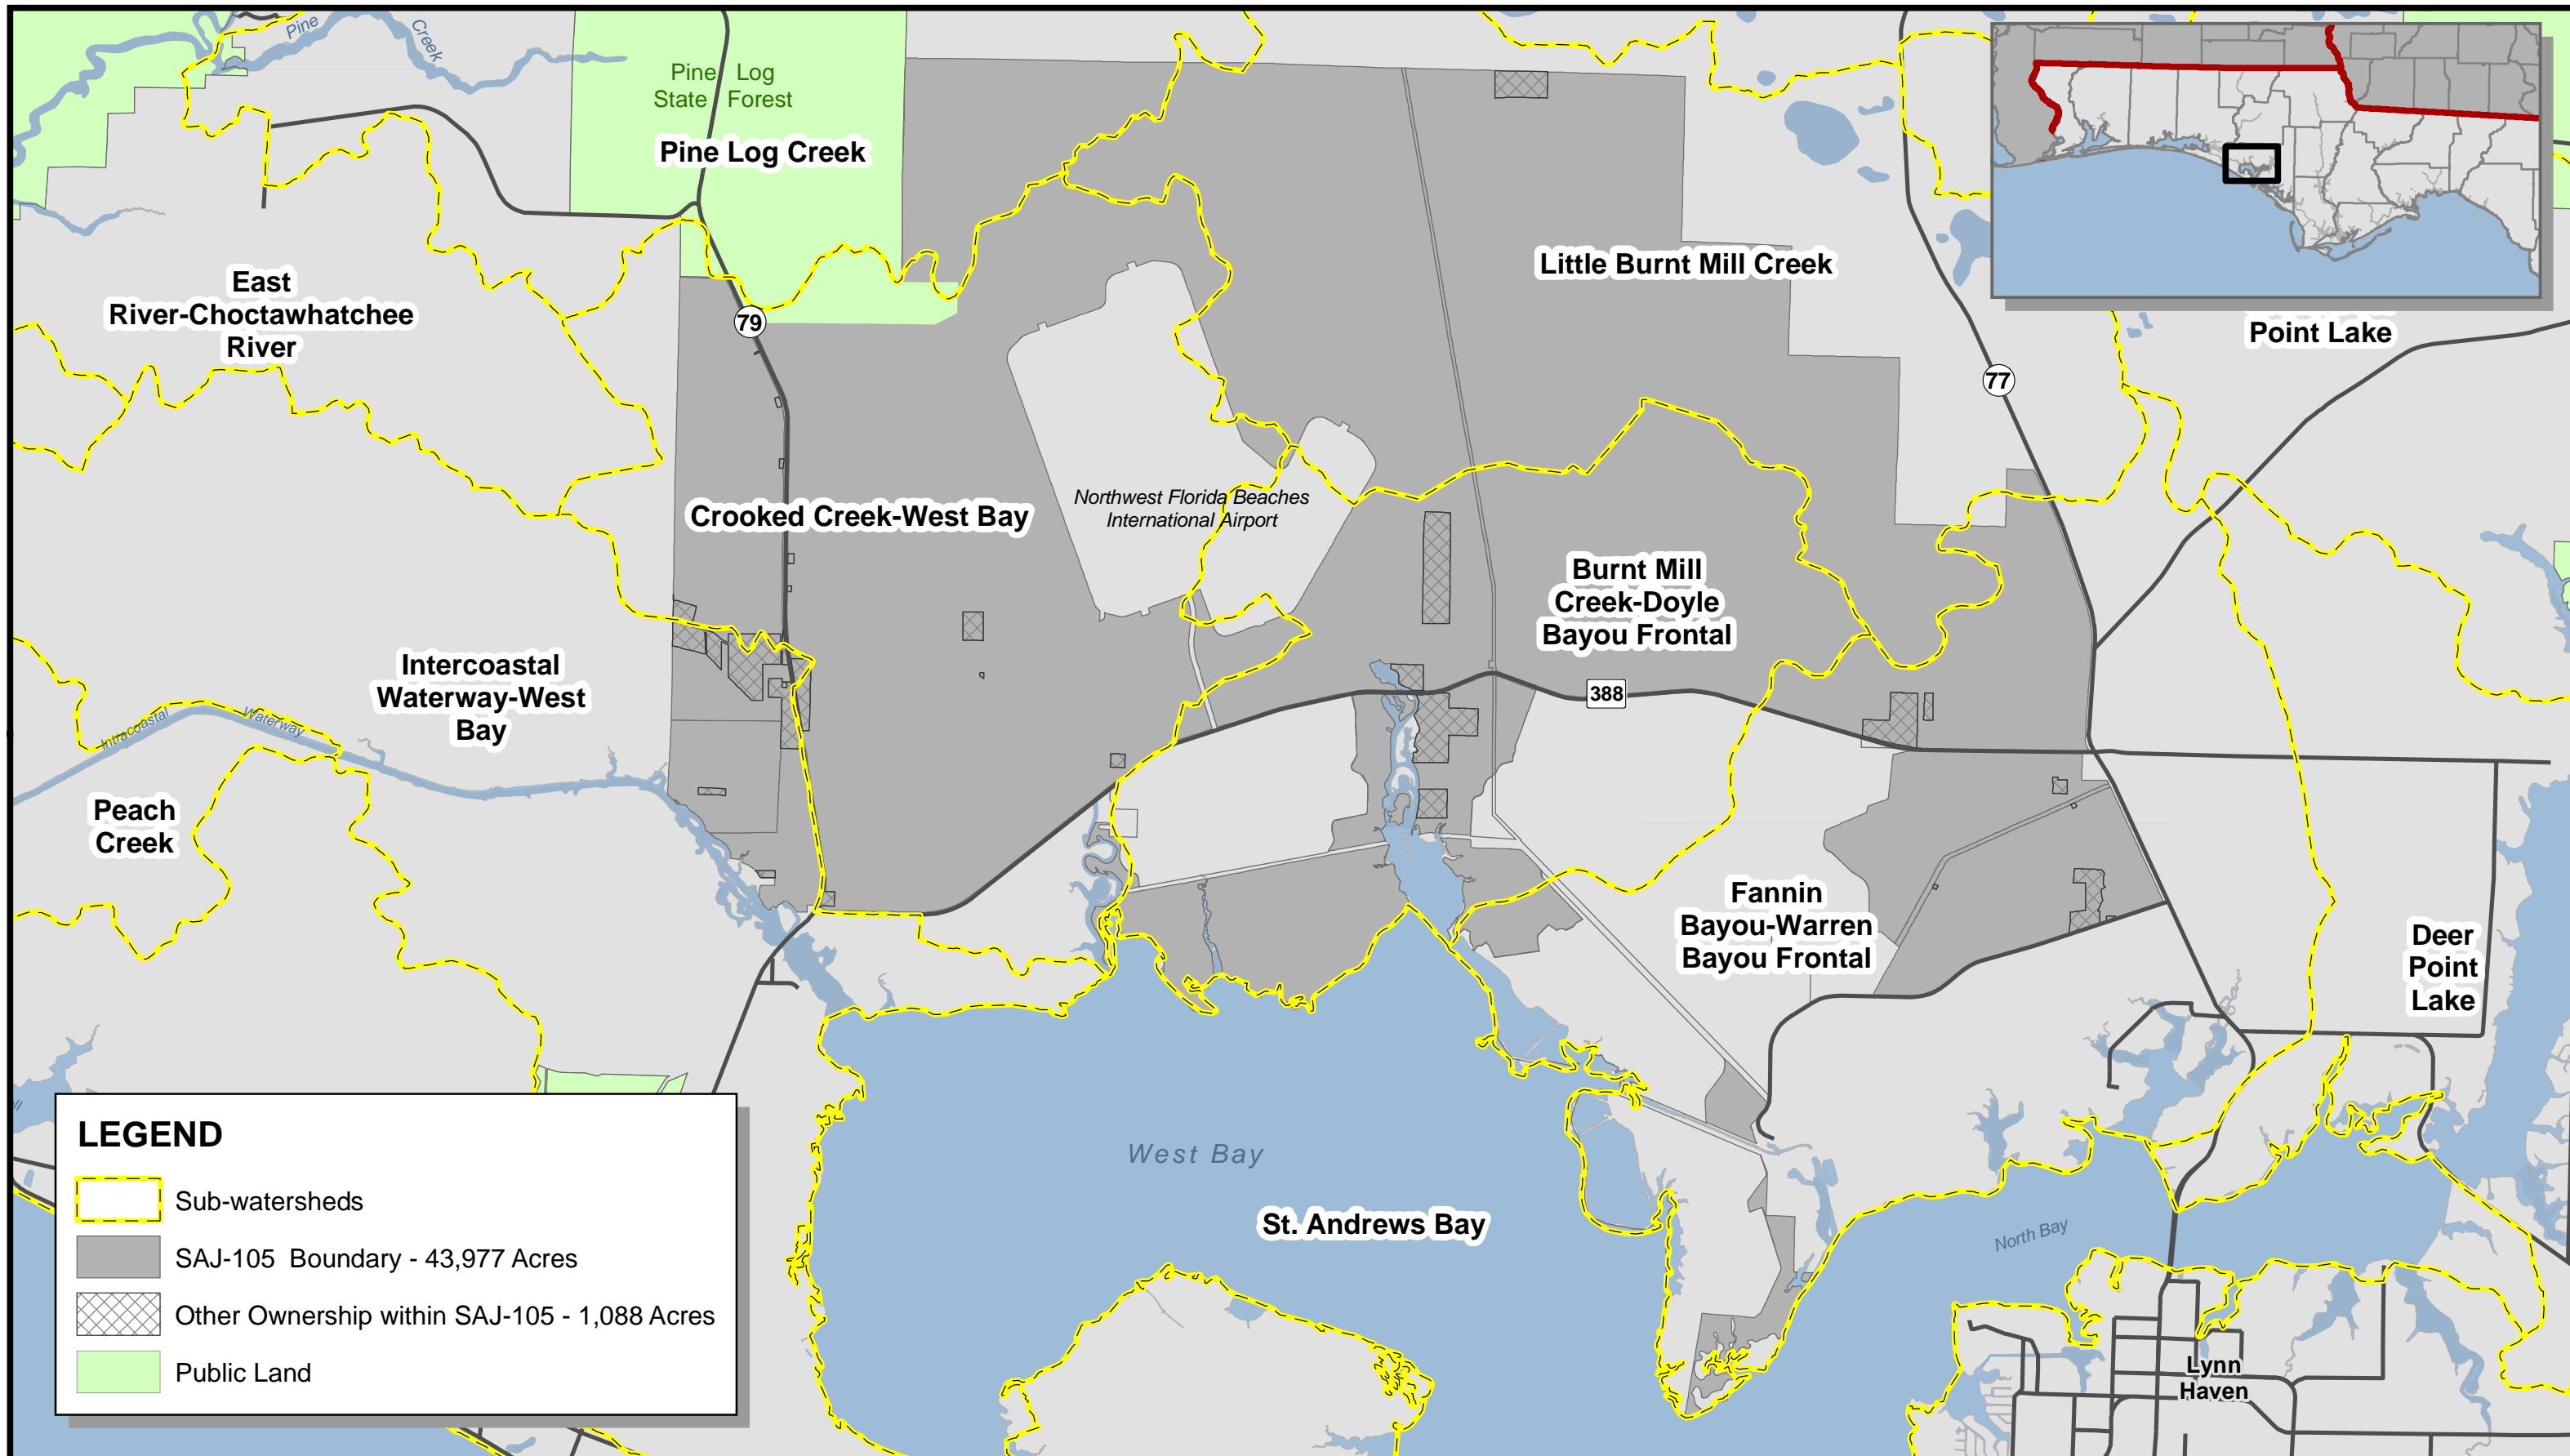 Pine
Creek
Pine Log
State Forest
Pine Log Creek
East
River-Choctawhatchee
River
79
Little Burnt Mill Creek
Point Lake
77
Crooked Creek-West Bay
Northwest Florida Beaches
International Airport
Burnt Mill
Creek-Doyle
Bayou Frontal
Intercoastal
Waterway-West
Bay
Intracoastal
Waterway
388
Peach
Creek
Fannin
Bayou-Warren
Bayou Frontal
Deer
Point
Lake
West Bay
St. Andrews Bay
North Bay
Lynn
Haven
LEGEND
Sub-watersheds
SAJ-105 Boundary - 43,977 Acres
Other Ownership within SAJ-105 - 1,088 Acres
Public Land